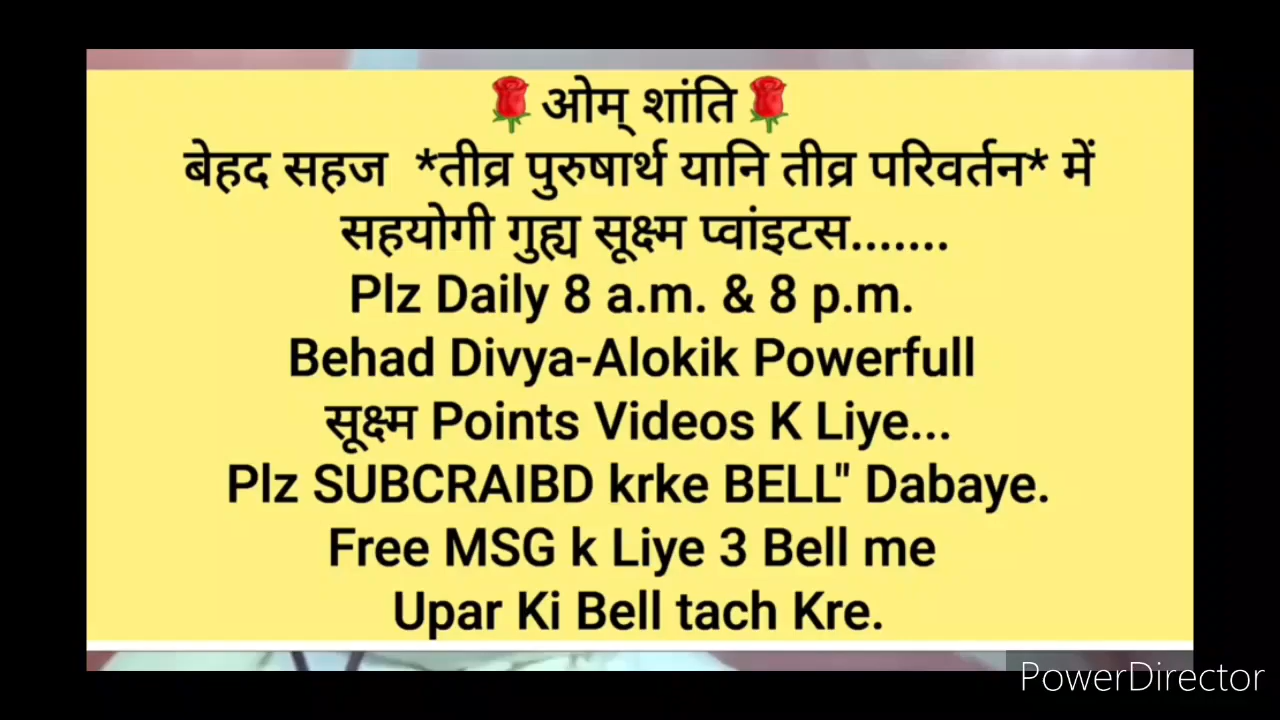 🌹ओम् शांति🌹
बेहद सहज *तीव्र पुरुषार्थ यानि तीव्र परिवर्तन* में
सहयोगी गुह्य सूक्ष्म प्वांइटस.......
Plz Daily 8 a.m. & 8 p.m.
Behad Divya-Alokik Powerfull
सूक्ष्म Points Videos K Liye...
Plz SUBCRAIBD krke BELL" Dabaye.
Free MSG k Liye 3 Bell me
Upar Ki Bell tach Kre.
PowerDirector